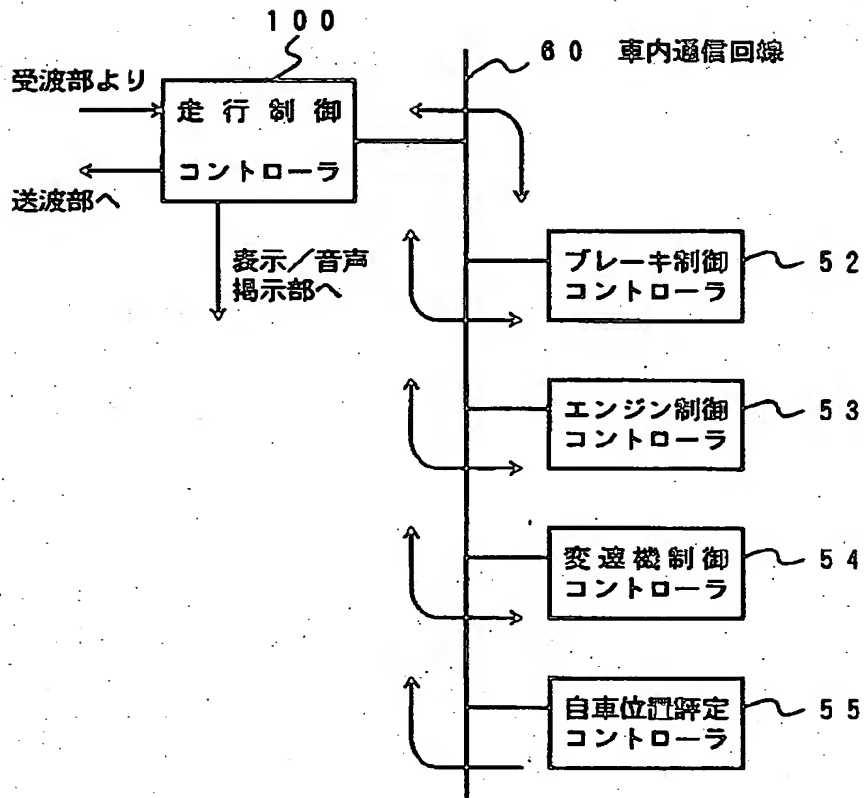 100
60 車内通信回線
受波部より
走行制御
コントローラ
送波部へ
表示/音声
掲示部へ
ブレーキ制御
コントローラ
52
エンジン制御
コントローラ
53
変速機制御
コントローラ
54
自車位置評定
コントローラ
55